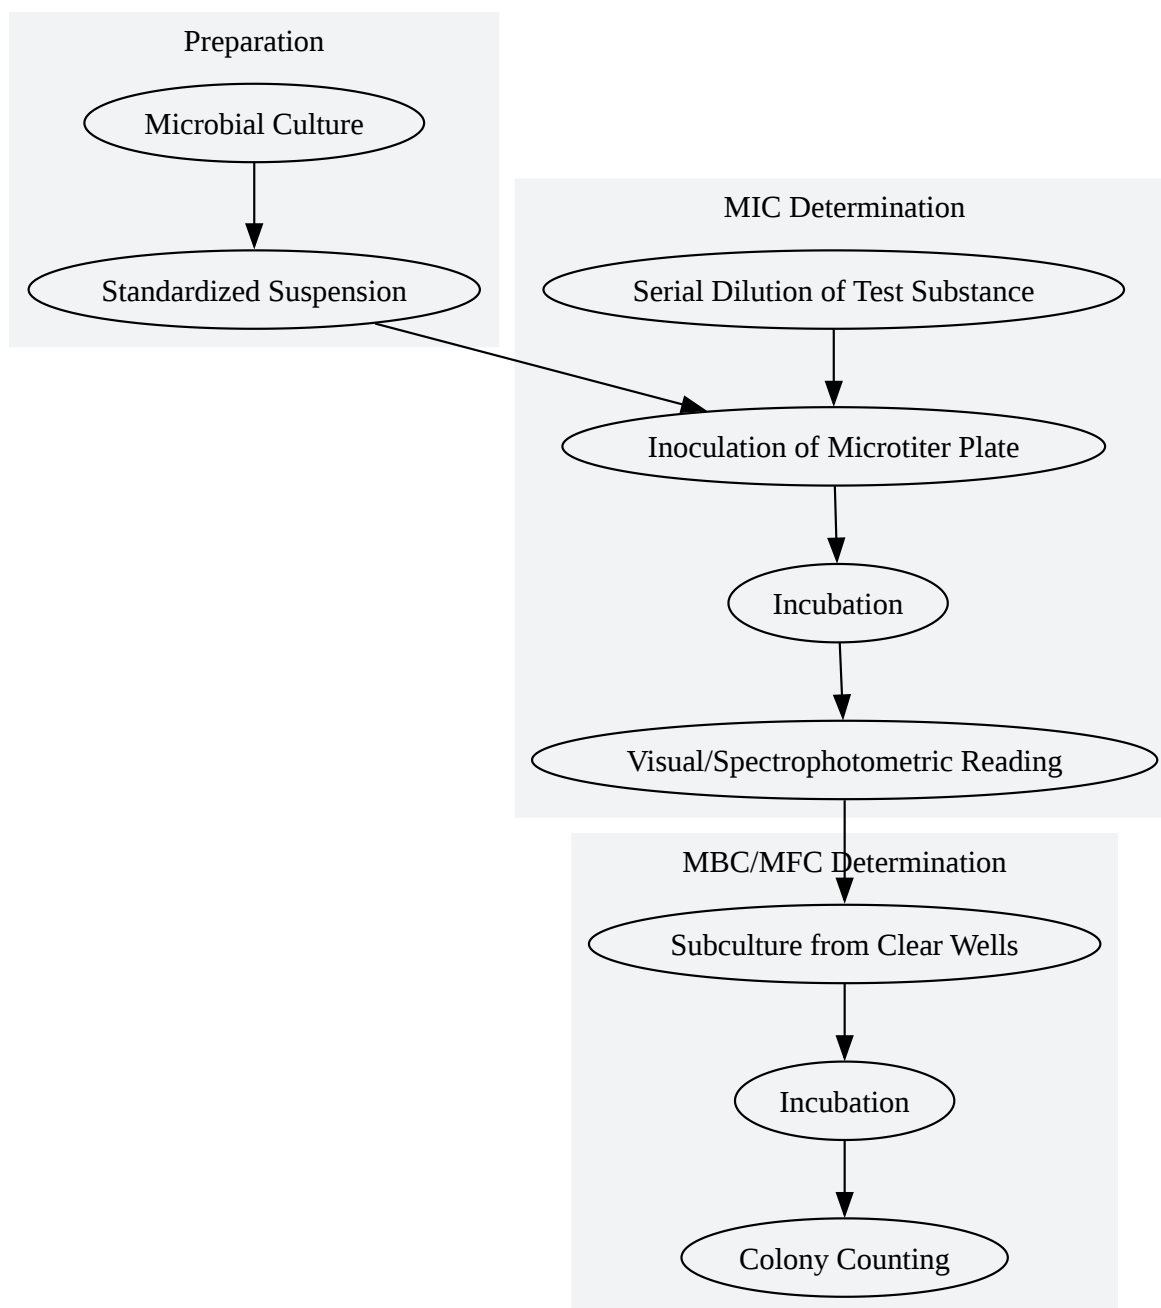 Preparation
Microbial Culture
Standardized Suspension
MIC Determination
Serial Dilution of Test Substance
Inoculation of Microtiter Plate
Incubation
Visual/Spectrophotometric Reading
MBC/MFC Determination
Subculture from Clear Wells
Incubation
Colony Counting